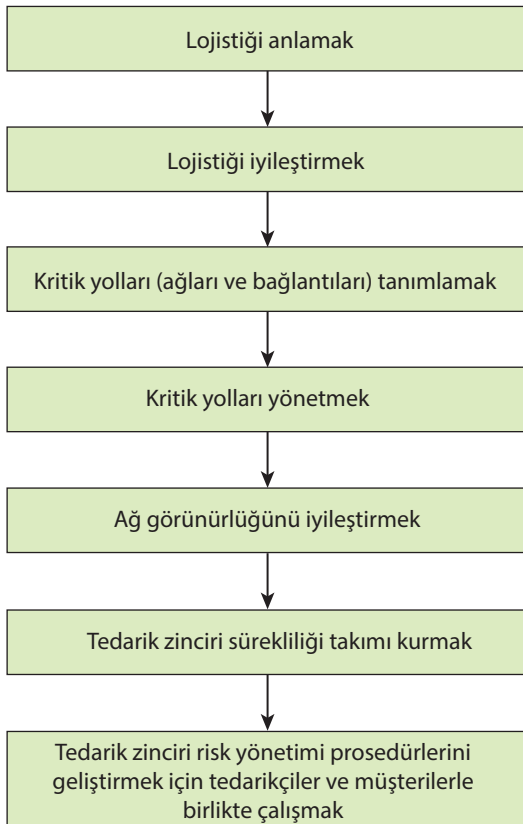 Lojistiği anlamak
Lojistiği iyileştirmek
Kritik yolları (ağları ve bağlantıları) tanımlamak
Kritik yolları yönetmek
Ağ görünürlüğünü iyileştirmek
Tedarik zinciri sürekliliği takımı kurmak
Tedarik zinciri risk yönetimi prosedürlerini
geliştirmek için tedarikçiler ve müşterilerle
birlikte çalışmak